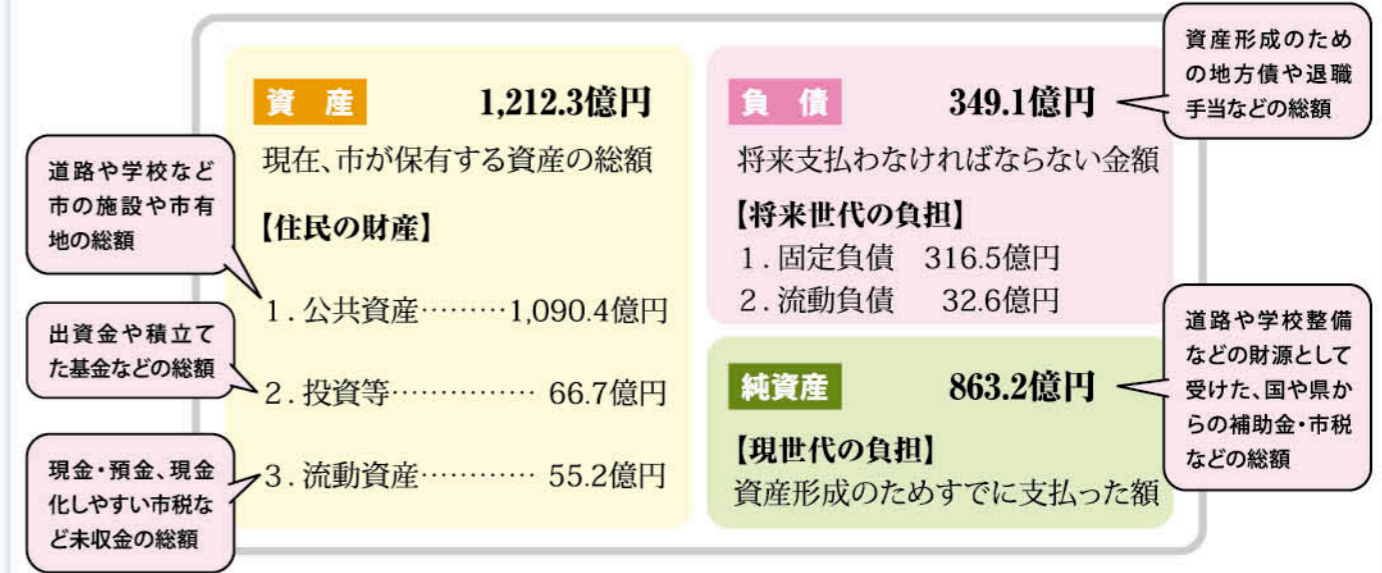 資産 1,212.3億円
現在、市が保有する資産の総額
【住民の財産】
1.公共資産………1,090.4億円
2.投資等…………… 66.7億円
3.流動資産………… 55.2億円
道路や学校など
市の施設や市有
地の総額
出資金や積立て
た基金などの総額
現金・預金、現金
化しやすい市税な
ど未収金の総額
負債 349.1億円
将来支払わなければならない金額
【将来世代の負担】
1.固定負債 316.5億円
2.流動負債 32.6億円
資産形成のため
の地方債や退職
手当などの総額
純資産 863.2億円
【現世代の負担】
資産形成のためすでに支払った額
道路や学校整備
などの財源として
受けた、国や県か
らの補助金・市税
などの総額